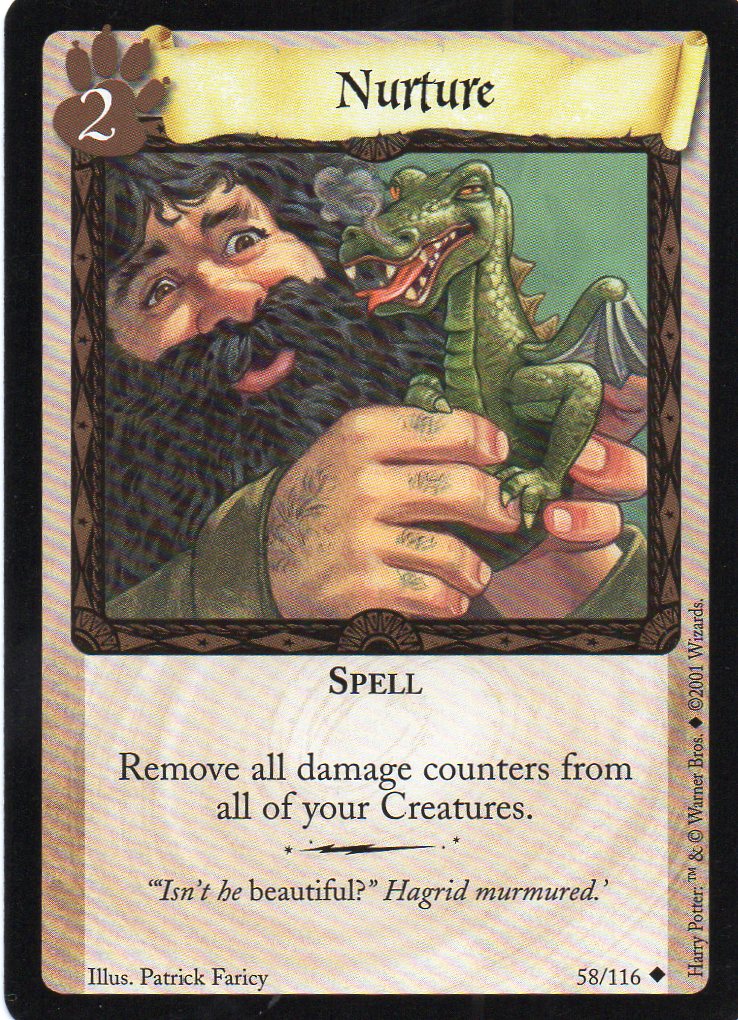 2
Nurture
SPELL
Remove all damage counters from
all of your Creatures.
‘“Isn’t he beautiful?” Hagrid murmured.’
Illus. Patrick Faricy
58/116 ◆
Harry Potter: ™ & © Warner Bros. ◆ ©2001 Wizards.